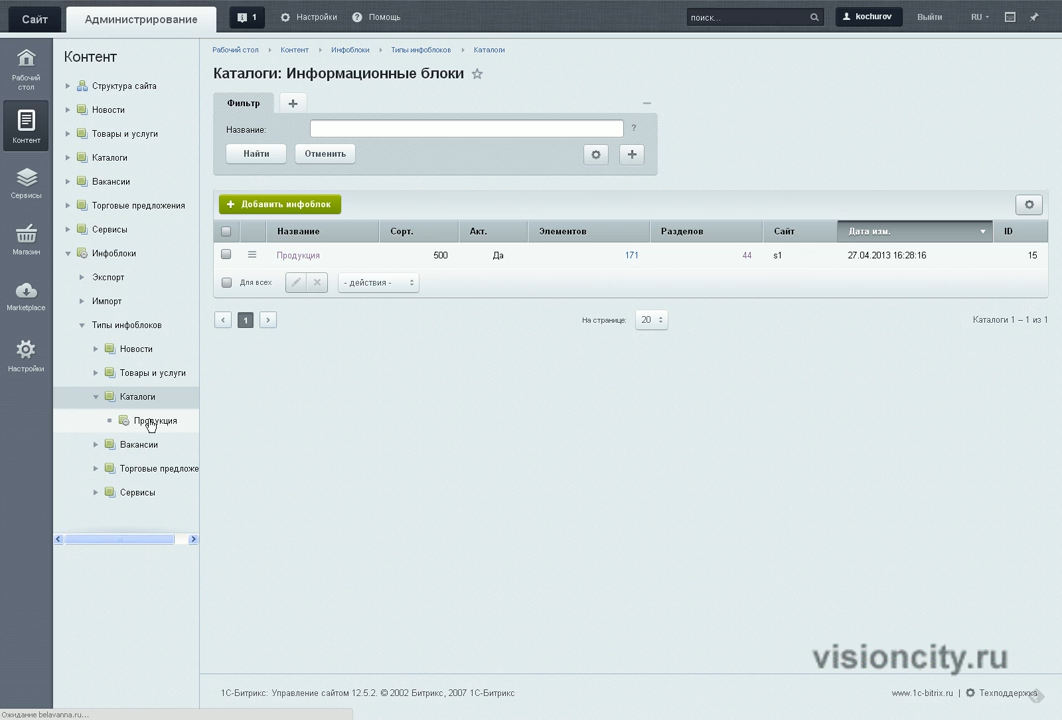 Сайт
Администрирование
1
Настройки
Помощь
поиск...
kochurov
Выйти
RU
Рабочий стол
Контент
Сервисы
Магазин
Marketplace
Настройки
Контент
Структура сайта
Новости
Товары и услуги
Каталоги
Вакансии
Торговые предложения
Сервисы
Инфоблоки
Экспорт
Импорт
Типы инфоблоков
Новости
Товары и услуги
Каталоги
Продукция
Вакансии
Торговые предложе
Сервисы
Рабочий стол Контент Инфоблоки Типы инфоблоков Каталоги
Каталоги: Информационные блоки
Фильтр
Название:
?
Найти
Отменить
Добавить инфоблок
Название Сорт. Акт. Элементов Разделов Сайт Дата изм. ID
Продукция 500 Да 171 44 s1 27.04.2013 16:28:16 15
Для всех
- действия -
1
На странице: 20
Каталоги 1 – 1 из 1
visioncity.ru
1С-Битрикс: Управление сайтом 12.5.2. © 2002 Битрикс, 2007 1С-Битрикс
www.1c-bitrix.ru | Техподдержка
Ожидание belavanna.ru...